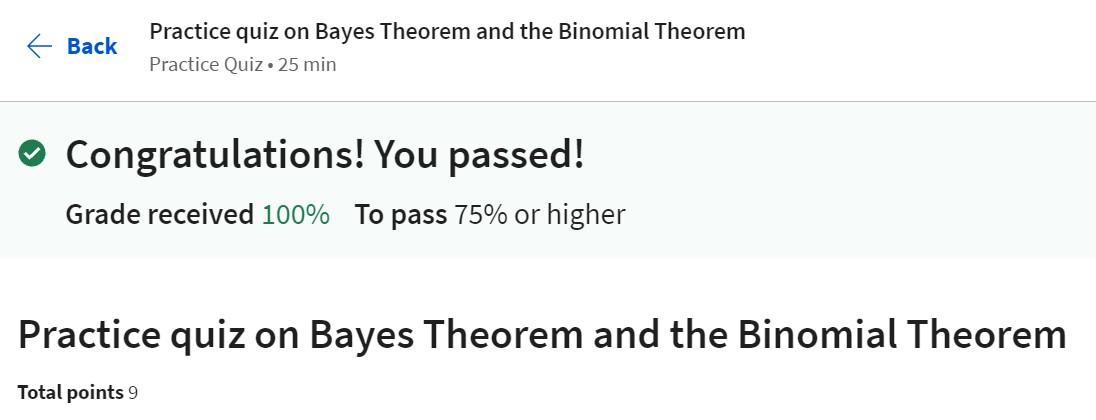 Back
Practice quiz on Bayes Theorem and the Binomial Theorem
Practice Quiz • 25 min
Congratulations! You passed!
Grade received 100% To pass 75% or higher
Practice quiz on Bayes Theorem and the Binomial Theorem
Total points 9